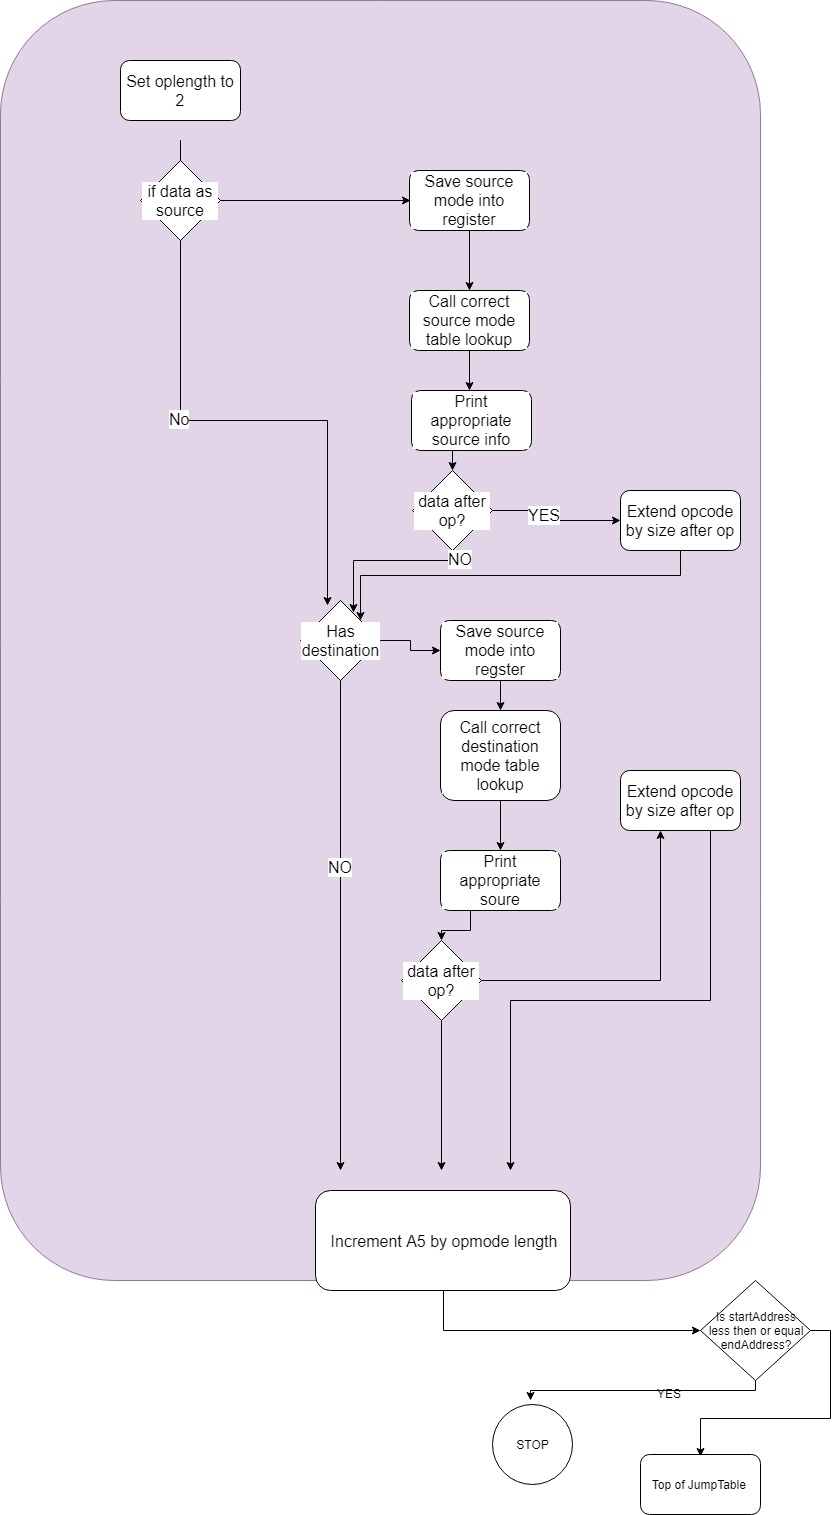 Set oplength to
2
if data as
source
Save source
mode into
register
Call correct
source mode
table lookup
Print
appropriate
source info
No
data after
op?
YES
Extend opcode
by size after op
NO
Has
destination
Save source
mode into
regster
Call correct
destination
mode table
lookup
Extend opcode
by size after op
NO
Print
appropriate
soure
data after
op?
Increment A5 by opmode length
Is startAddress
less then or equal
endAddress?
YES
STOP
Top of JumpTable